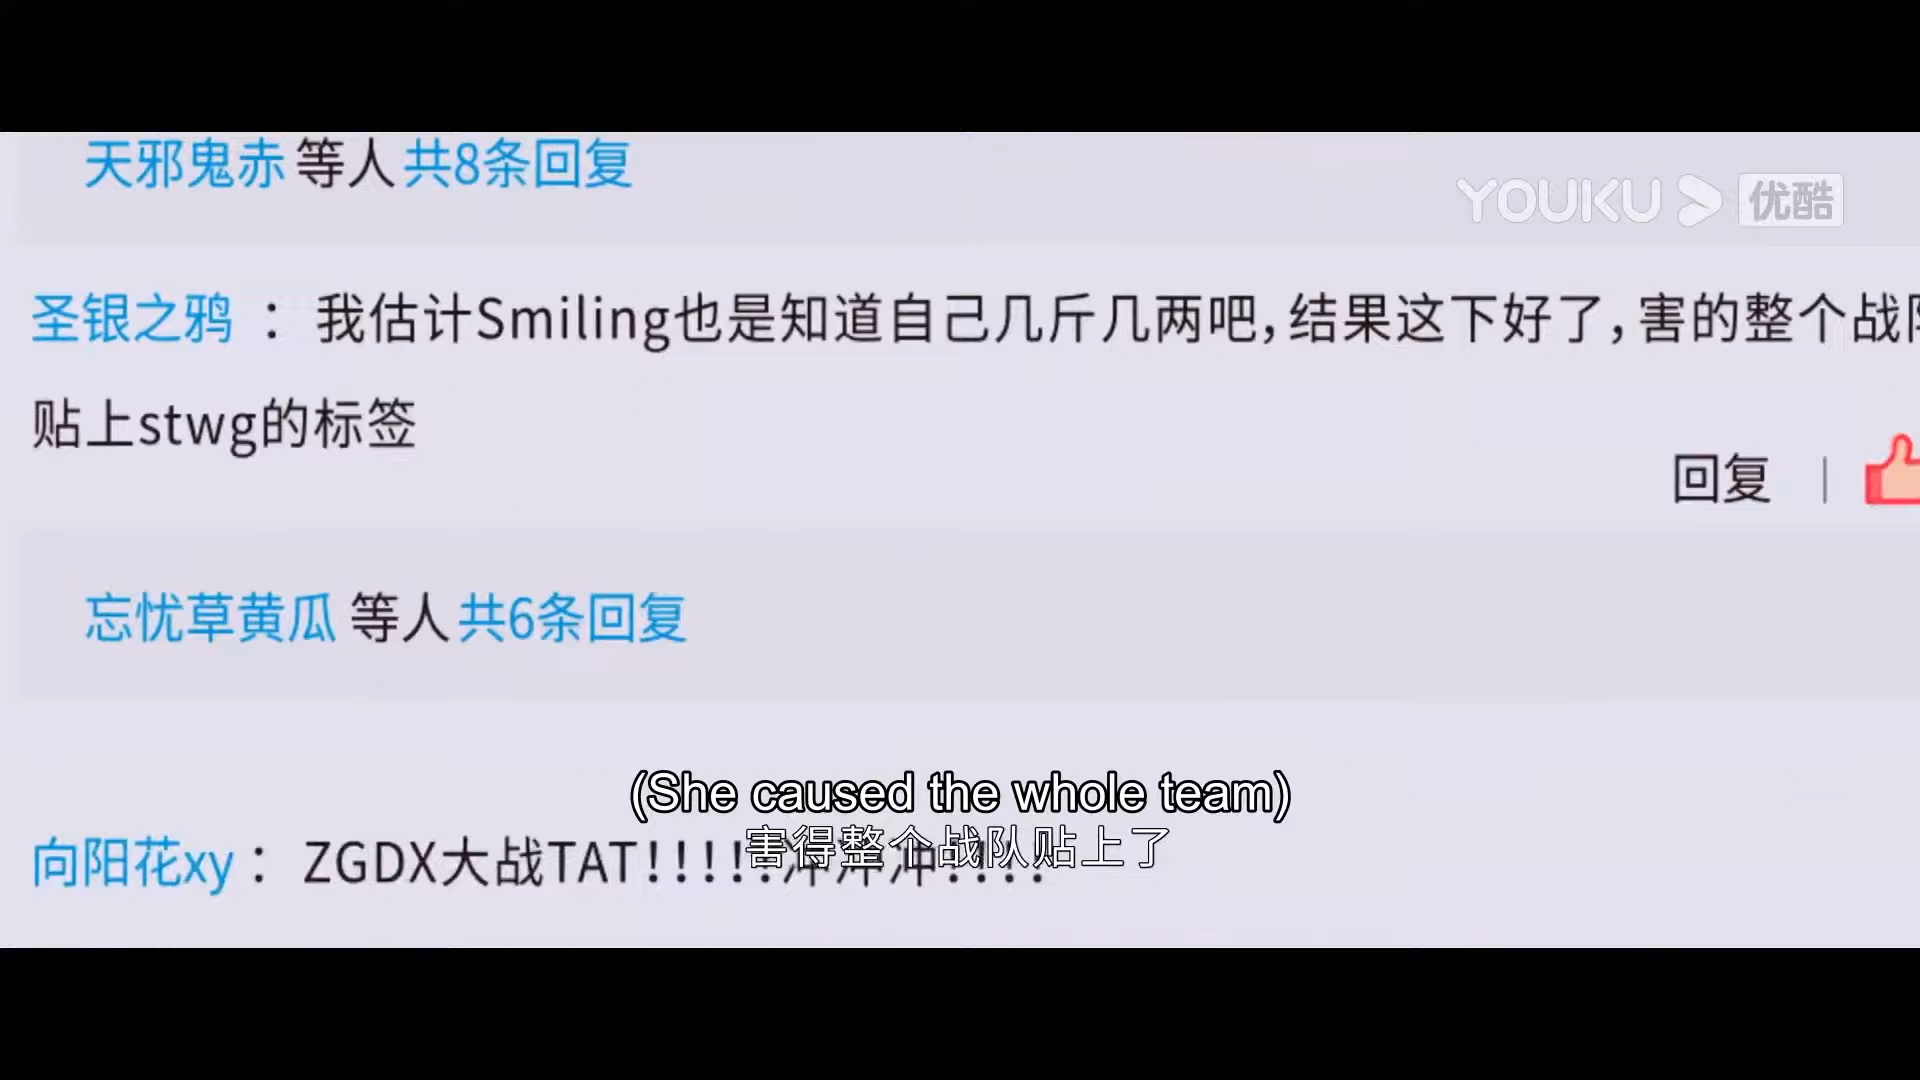 天邪鬼赤 等人 共8条回复
YOUKU 优酷
圣银之鸦 ： 我估计Smiling也是知道自己几斤几两吧，结果这下好了，害的整个战队
贴上stwg的标签
回复 |
忘忧草黄瓜 等人 共6条回复
(She caused the whole team)
害得整个战队贴上了
向阳花xy ： ZGDX大战TAT！！！！！冲冲冲！！！！